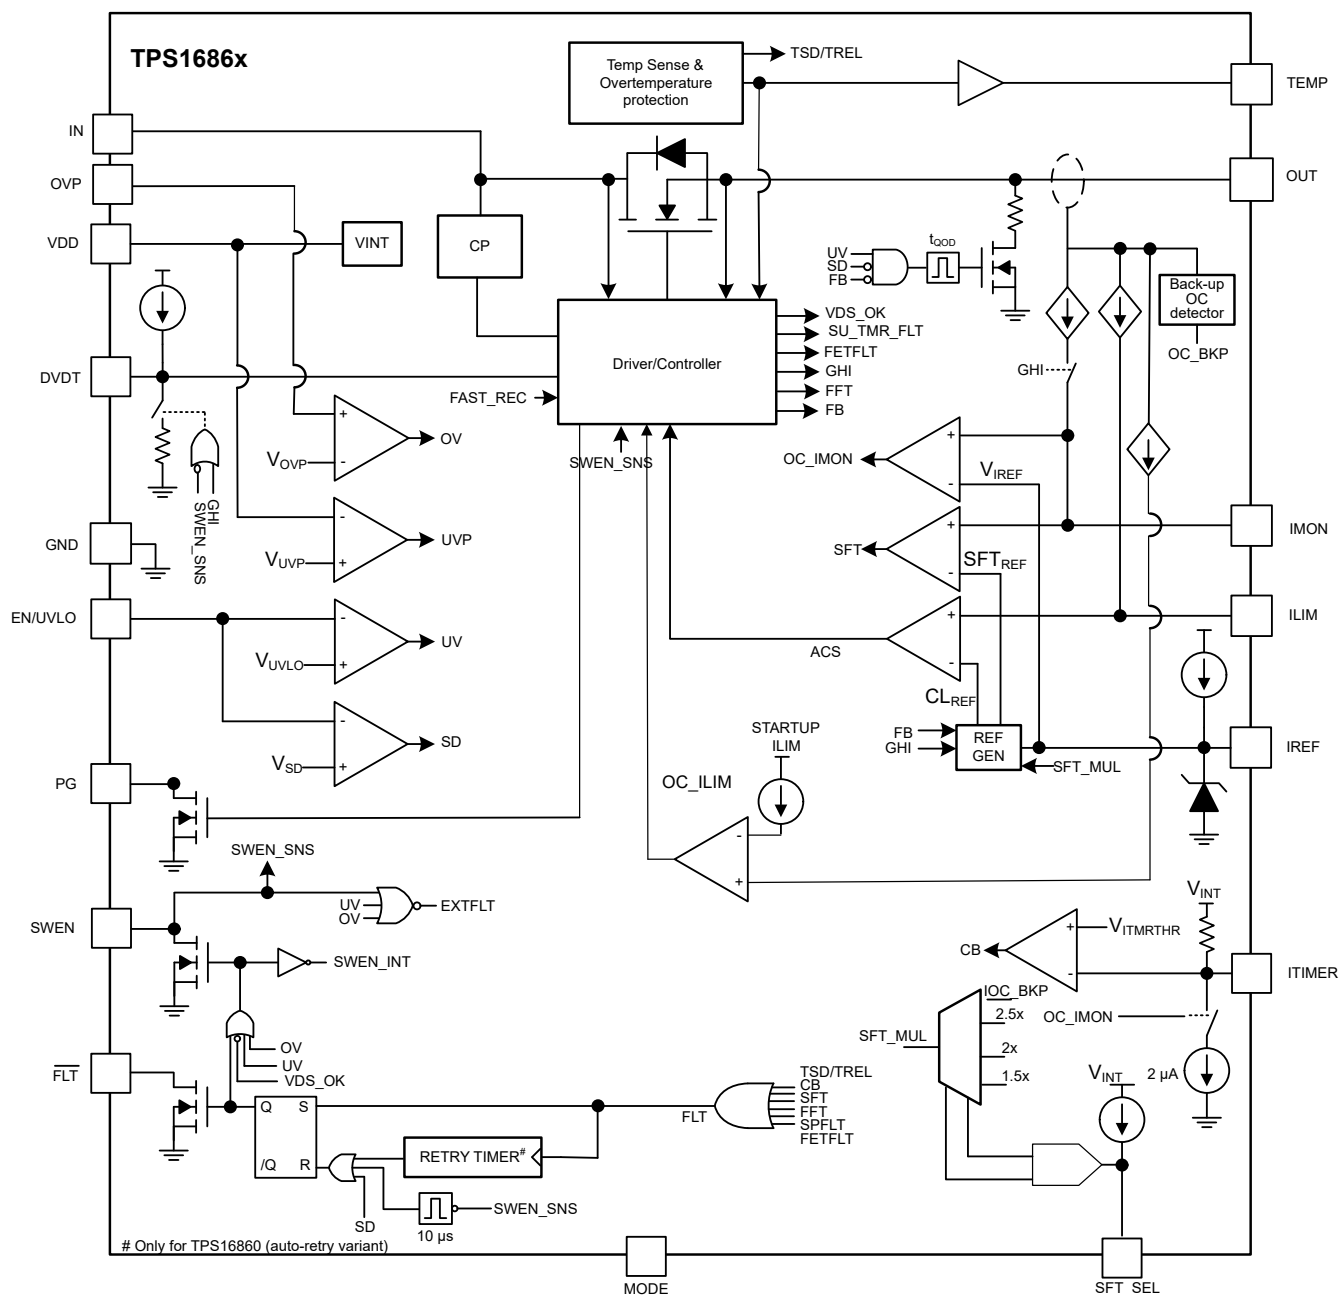 TPS1686x
Temp Sense &
Overtemperature
protection
TSD/TREL
TEMP
IN
OVP
VDD
VINT
CP
OUT
UV
SD
FB
tQOD
Back-up
OC
detector
OC_BKP
DVDT
Driver/Controller
VDS_OK
SU_TMR_FLT
FETFLT
GHI
FFT
FB
GHI
FAST_REC
SWEN_SNS
+
VOVP
-
OV
GHI
SWEN_SNS
OC_IMON
+
VIREF
-
GND
-
VUVP
+
UVP
SFT
+
SFTREF
-
IMON
EN/UVLO
-
VUVLO
+
UV
ACS
+
-
CLREF
ILIM
-
VSD
+
SD
STARTUP
ILIM
FB
GHI
REF
GEN
SFT_MUL
IREF
PG
OC_ILIM
-
+
SWEN_SNS
UV
OV
EXTFLT
SWEN
SWEN_INT
VINT
+
VITMRTHR
CB
-
ITIMER
OV
UV
VDS_OK
IOC_BKP
2.5x
2x
1.5x
SFT_MUL
OC_IMON
2 µA
VINT
FLT
Q
S
/Q
R
FLT
TSD/TREL
CB
SFT
FFT
SPFLT
FETFLT
RETRY TIMER#
SD
10 µs
SWEN_SNS
# Only for TPS16860 (auto-retry variant)
MODE
SFT_SEL